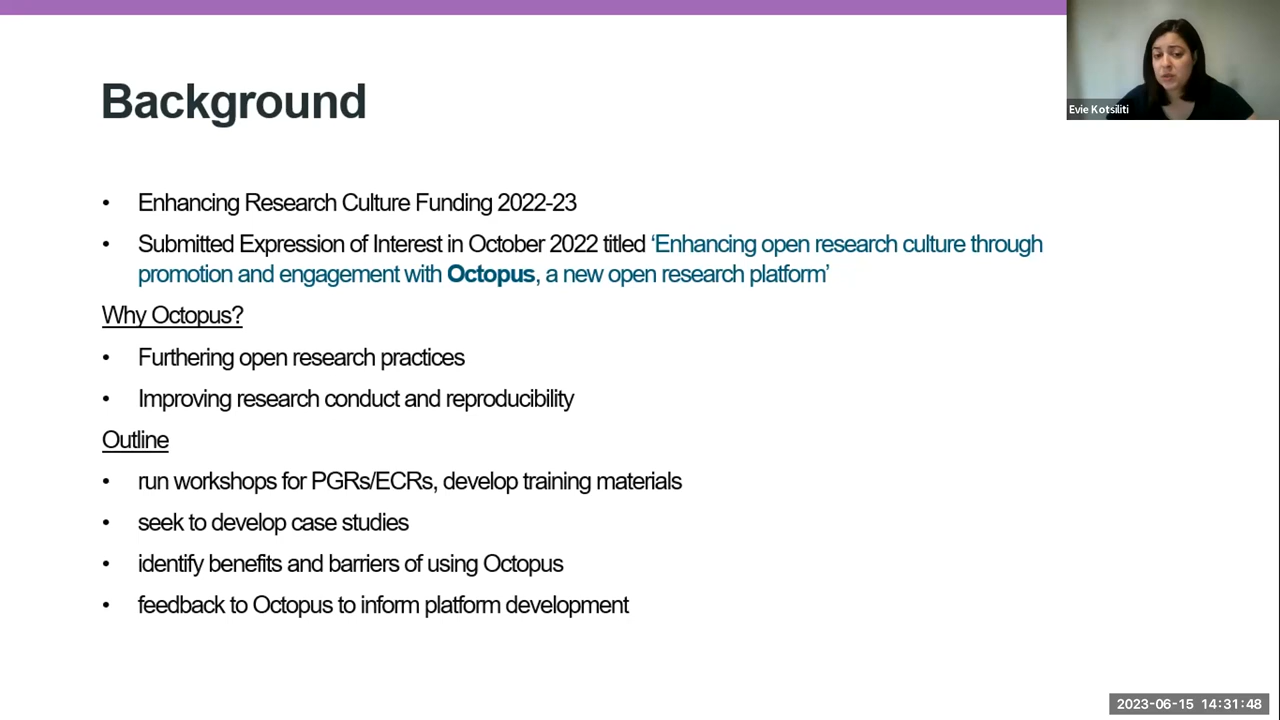 Evie Kotsiliti
Background
• Enhancing Research Culture Funding 2022-23
• Submitted Expression of Interest in October 2022 titled ‘Enhancing open research culture through
promotion and engagement with Octopus, a new open research platform’
Why Octopus?
• Furthering open research practices
• Improving research conduct and reproducibility
Outline
• run workshops for PGRs/ECRs, develop training materials
• seek to develop case studies
• identify benefits and barriers of using Octopus
• feedback to Octopus to inform platform development
2023-06-15 14:31:48